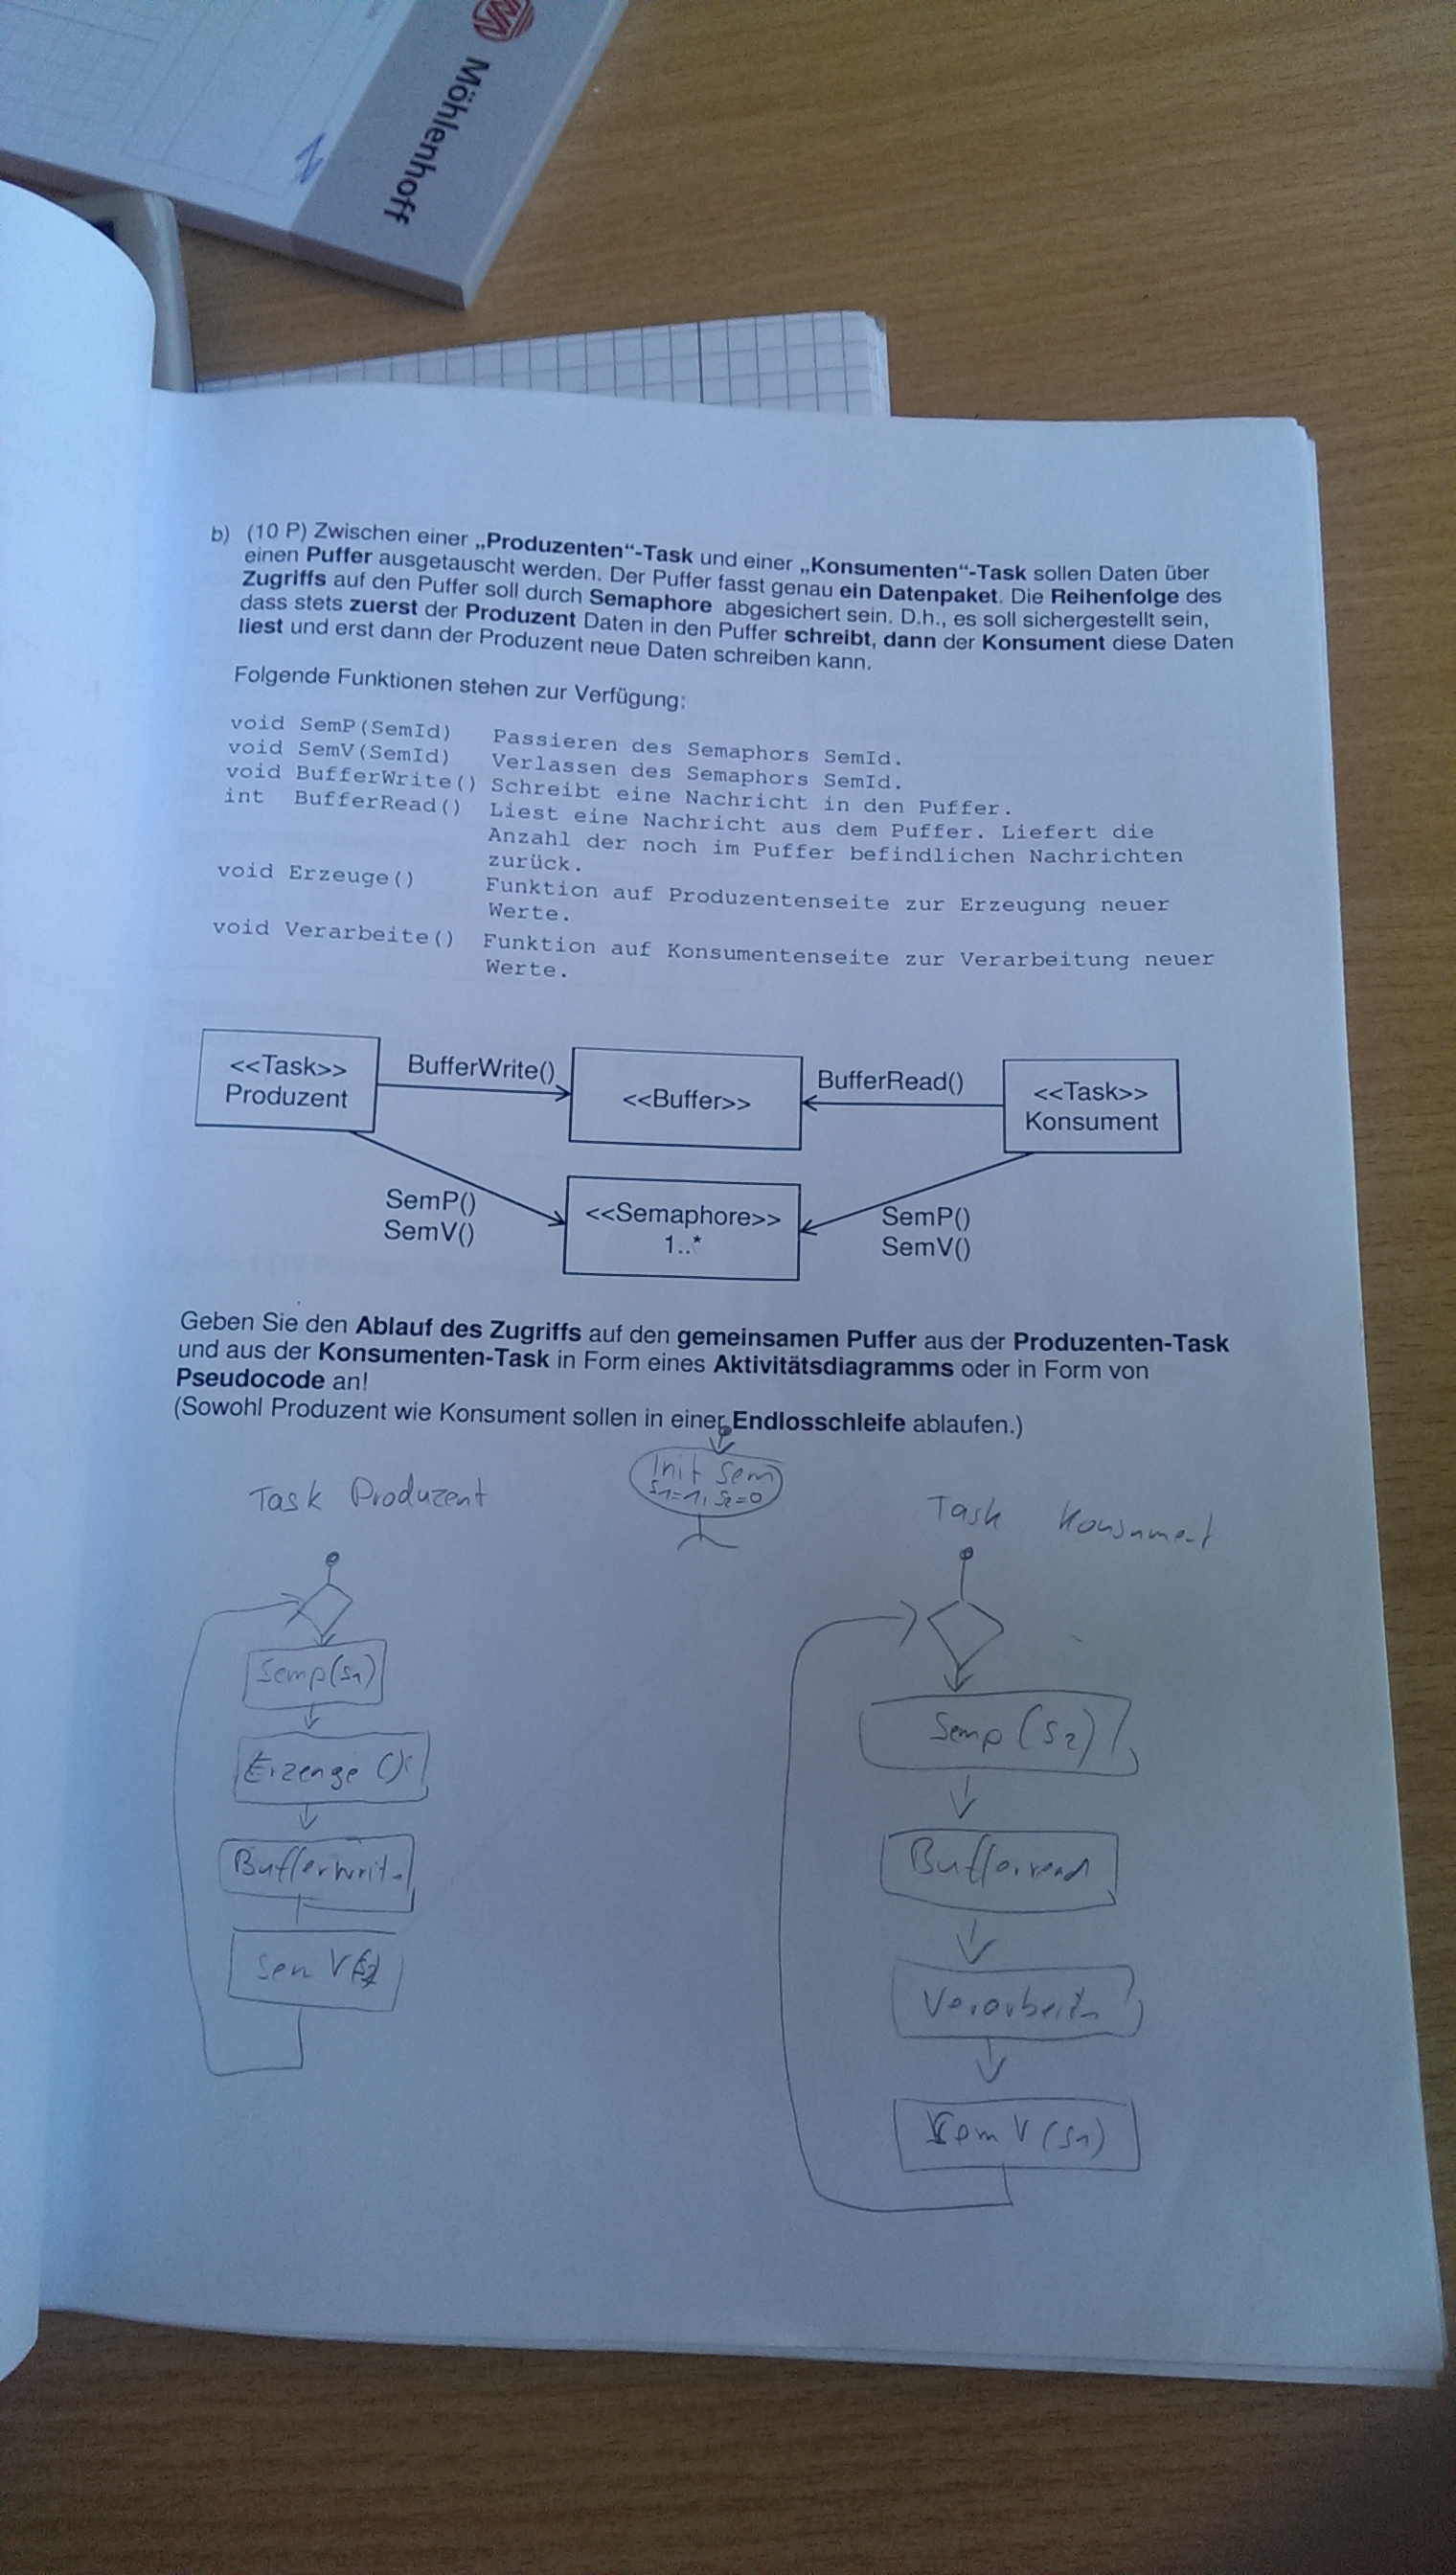 Möhlenhoff
b) (10 P) Zwischen einer „Produzenten“-Task und einer „Konsumenten“-Task sollen Daten über
einen Puffer ausgetauscht werden. Der Puffer fasst genau ein Datenpaket. Die Reihenfolge des
Zugriffs auf den Puffer soll durch Semaphore abgesichert sein. D.h., es soll sichergestellt sein,
dass stets zuerst der Produzent Daten in den Puffer schreibt, dann der Konsument diese Daten
liest und erst dann der Produzent neue Daten schreiben kann.
Folgende Funktionen stehen zur Verfügung:
void SemP(SemId) Passieren des Semaphors SemId.
void SemV(SemId) Verlassen des Semaphors SemId.
void BufferWrite() Schreibt eine Nachricht in den Puffer.
int BufferRead() Liest eine Nachricht aus dem Puffer. Liefert die
Anzahl der noch im Puffer befindlichen Nachrichten
zurück.
void Erzeuge() Funktion auf Produzentenseite zur Erzeugung neuer
Werte.
void Verarbeite() Funktion auf Konsumentenseite zur Verarbeitung neuer
Werte.
<<Task>>
Produzent
BufferWrite()
<<Buffer>>
BufferRead()
<<Task>>
Konsument
SemP()
SemV()
<<Semaphore>>
1..*
SemP()
SemV()
Geben Sie den Ablauf des Zugriffs auf den gemeinsamen Puffer aus der Produzenten-Task
und aus der Konsumenten-Task in Form eines Aktivitätsdiagramms oder in Form von
Pseudocode an!
(Sowohl Produzent wie Konsument sollen in einer Endlosschleife ablaufen.)
Init Sem
S1=1, S2=0
Task Produzent
Semp(S1)
Erzeuge ()
Bufferwrite
Sem V(S2)
Task Konsument
Semp (S2)
Bufferread
Verarbeite
Sem V (S1)